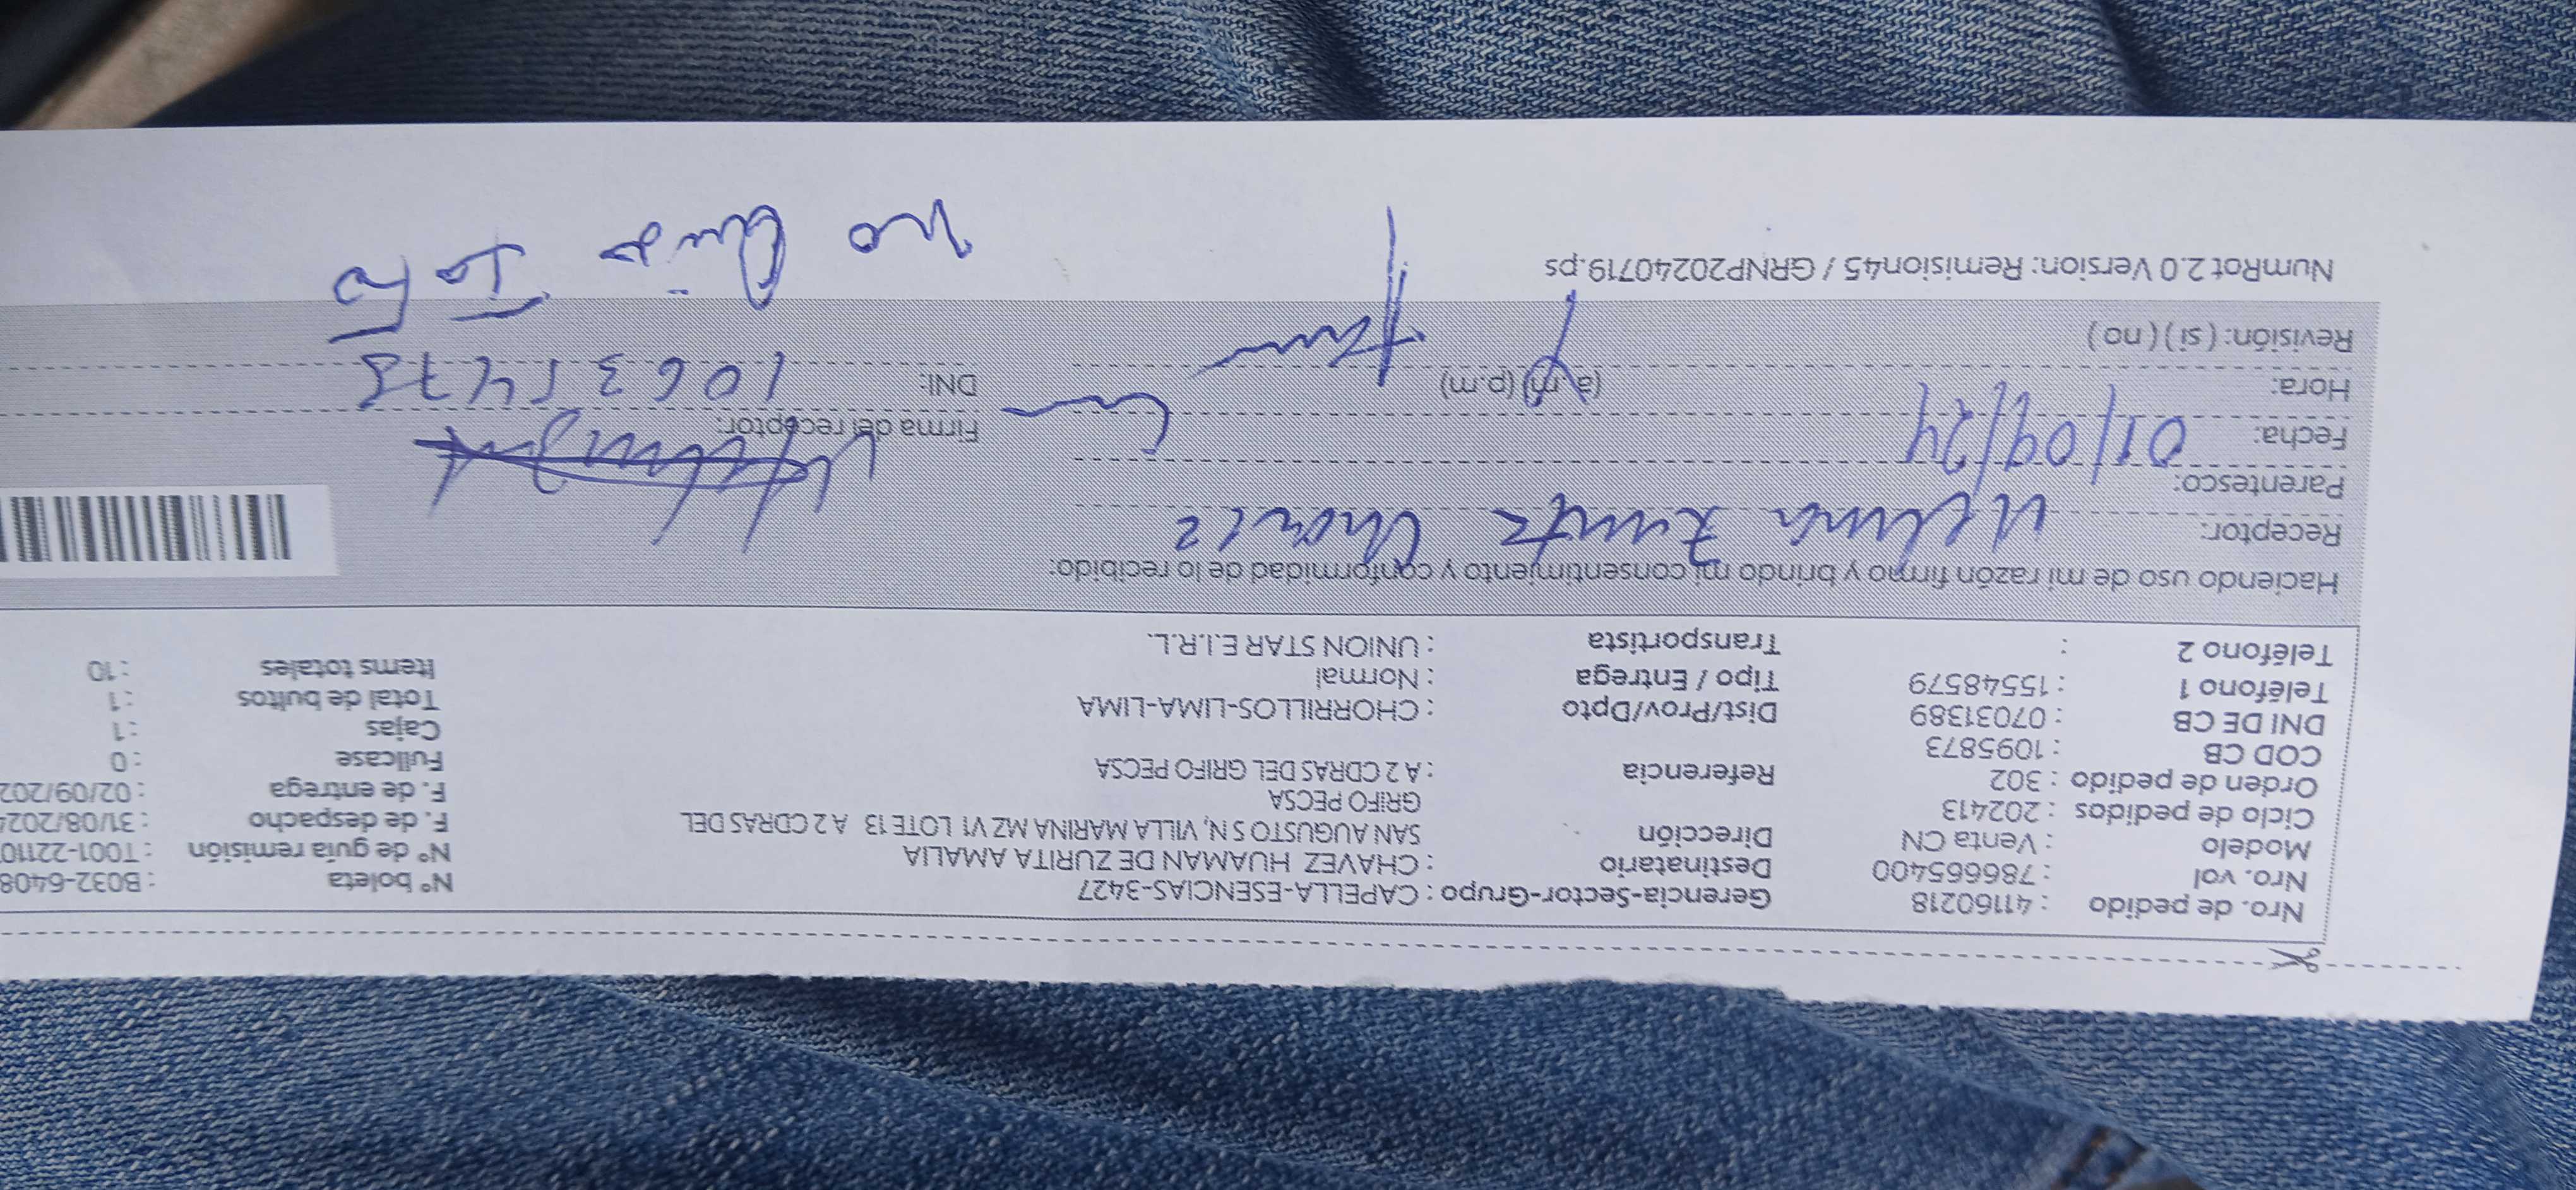 Nro. de pedido : 41160218 Gerencia-Sector-Grupo : CAPELLA-ESENCIAS-3427 N° boleta : B032-6408
Nro. vol : 786665400 Destinatario : CHAVEZ HUAMAN DE ZURITA AMALIA N° de guía remisión : T001-22110
Modelo : Venta CN Dirección SAN AUGUSTO S N, VILLA MARINA MZ V1 LOTE 13 A 2 CDRAS DEL F. de despacho : 31/08/2024
Ciclo de pedidos : 202413 GRIFO PECSA F. de entrega : 02/09/202
Orden de pedido : 302 Referencia : A 2 CDRAS DEL GRIFO PECSA Fullcase : 0
COD CB : 1095873 Cajas : 1
DNI DE CB : 07031389 Dist/Prov/Dpto : CHORRILLOS-LIMA-LIMA Total de bultos : 1
Teléfono 1 : 15548579 Tipo / Entrega : Normal Items totales : 10
Teléfono 2 : Transportista : UNION STAR E.I.R.L.
Haciendo uso de mi razón firmo y brindo mi consentimiento y conformidad de lo recibido:
Receptor:
Parentesco:
Fecha: 01/09/24 Firma del receptor:
Hora: (a.m) (p.m) DNI: 10635478
Revisión: ( si ) ( no )
NumRot 2.0 Version: Remision45 / GRNP20240719.ps
no quiso foto